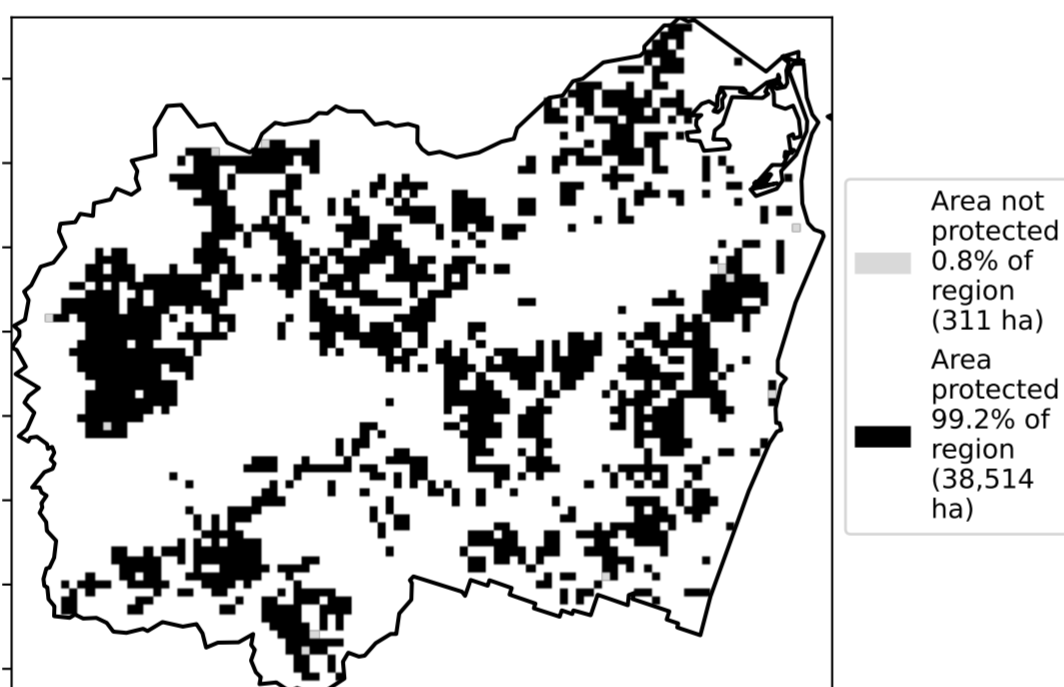 Area not
protected
0.8% of
region
(311 ha)
Area
protected
99.2% of
region
(38,514
ha)